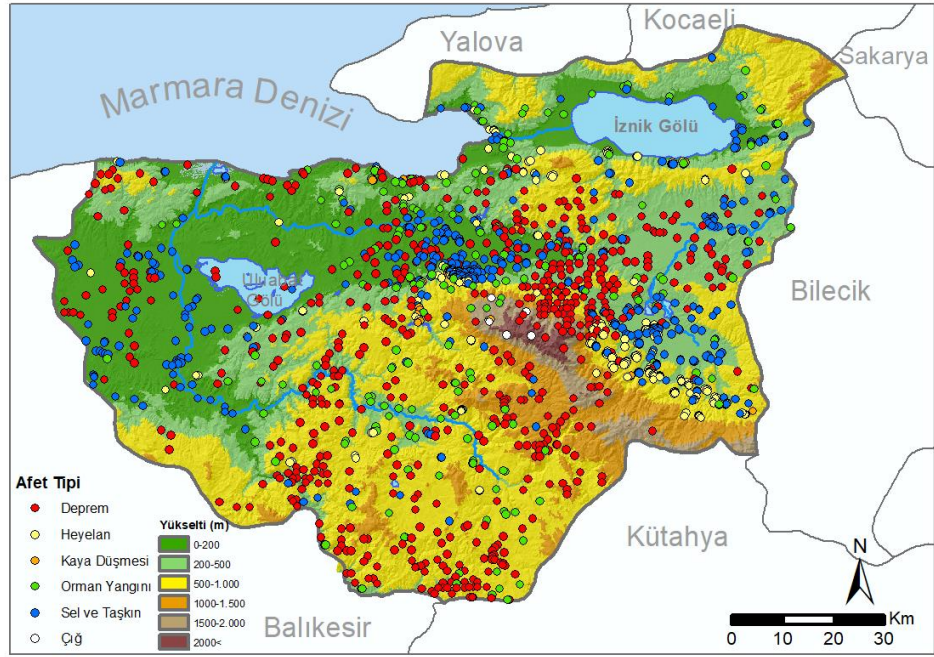 Kocaeli
Yalova
Sakarya
Marmara Denizi
İznik Gölü
Uluabat
Gölü
Bilecik
Kütahya
Balıkesir
Afet Tipi
Deprem
Heyelan
Kaya Düşmesi
Orman Yangını
Sel ve Taşkın
Çığ
Yükselti (m)
0-200
200-500
500-1.000
1000-1.500
1500-2.000
2000<
N
Km
0 10 20 30